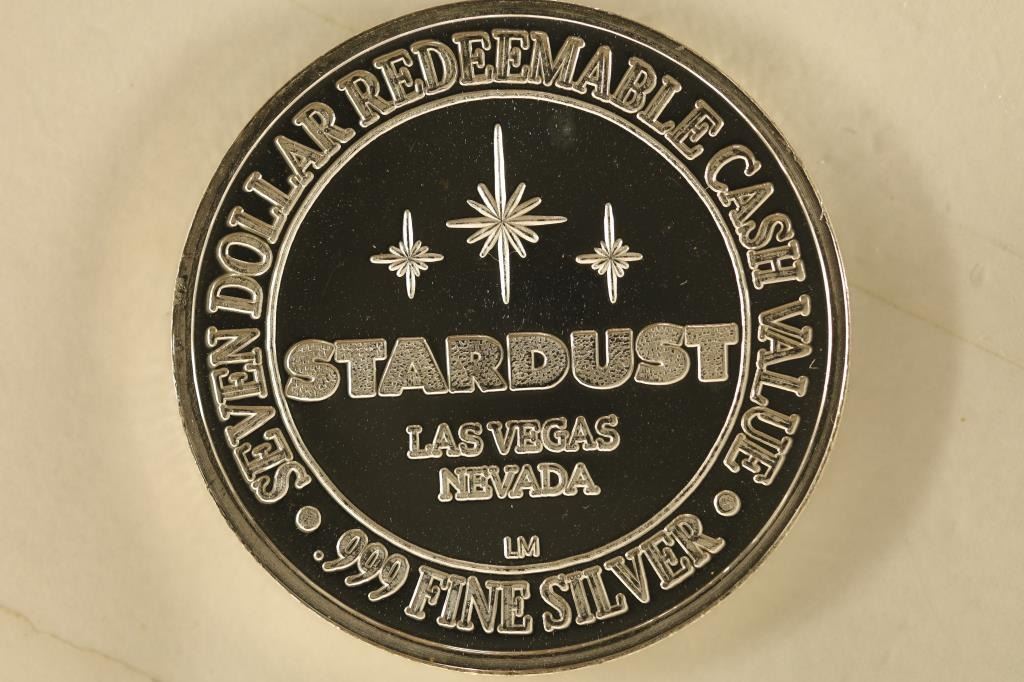 SEVEN DOLLAR REDEEMABLE CASH VALUE
STARDUST
LAS VEGAS
NEVADA
LM
.999 FINE SILVER